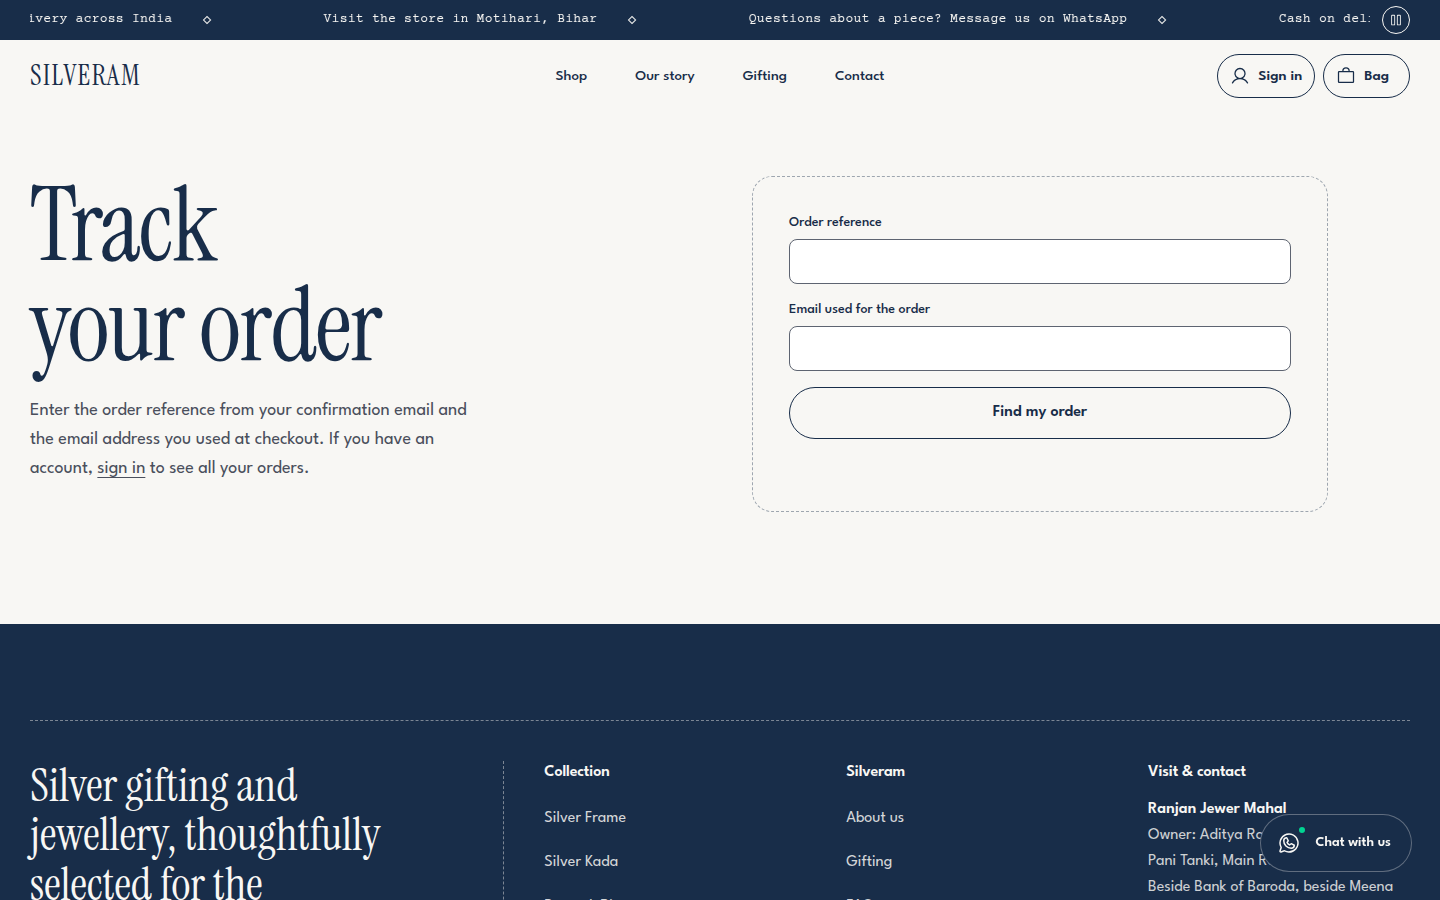 ivery across India
Visit the store in Motihari, Bihar
Questions about a piece? Message us on WhatsApp
Cash on del
SILVERAM
Shop
Our story
Gifting
Contact
Sign in
Bag
Track
your order
Enter the order reference from your confirmation email and
the email address you used at checkout. If you have an
account, sign in to see all your orders.
Order reference
Email used for the order
Find my order
Silver gifting and
jewellery, thoughtfully
selected for the
Collection
Silver Frame
Silver Kada
Silveram
About us
Gifting
Visit & contact
Ranjan Jewer Mahal
Owner: Aditya
Pani Tanki, Main
Beside Bank of Baroda, beside Meena
Chat with us